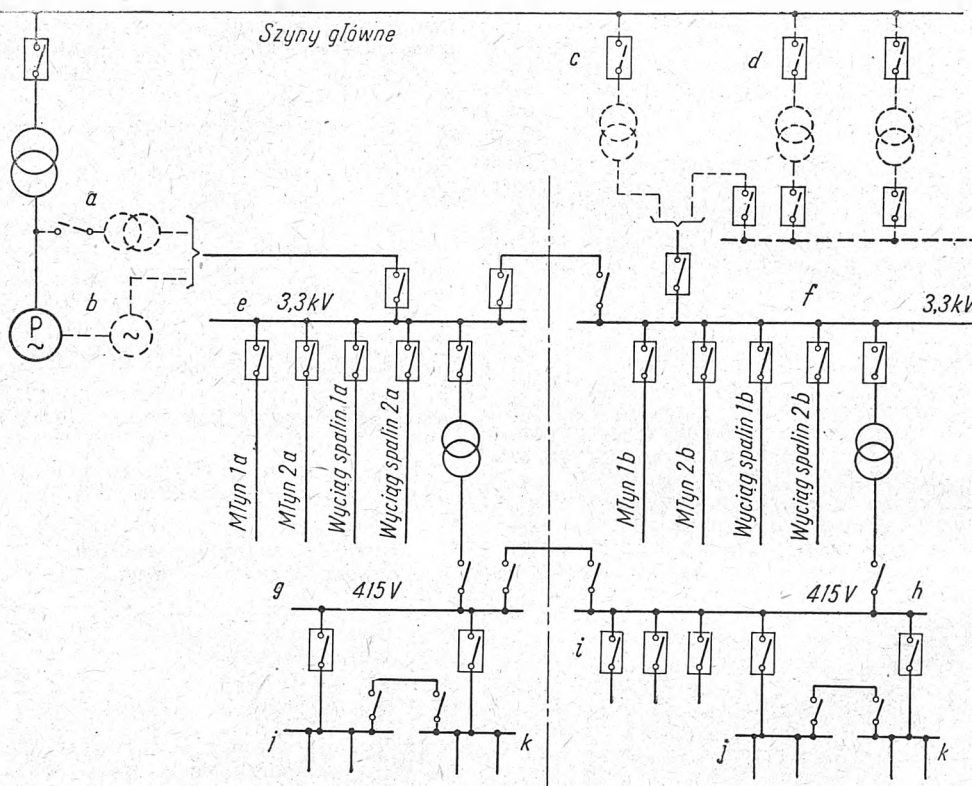 Szyny główne
c
d
a
b
P
~
~
e
3,3kV
f
3,3kV
Młyn 1a
Młyn 2a
Wyciąg spalin 1a
Wyciąg spalin 2a
Młyn 1b
Młyn 2b
Wyciąg spalin 1b
Wyciąg spalin 2b
g
415V
415V
h
i
j
k
j
k